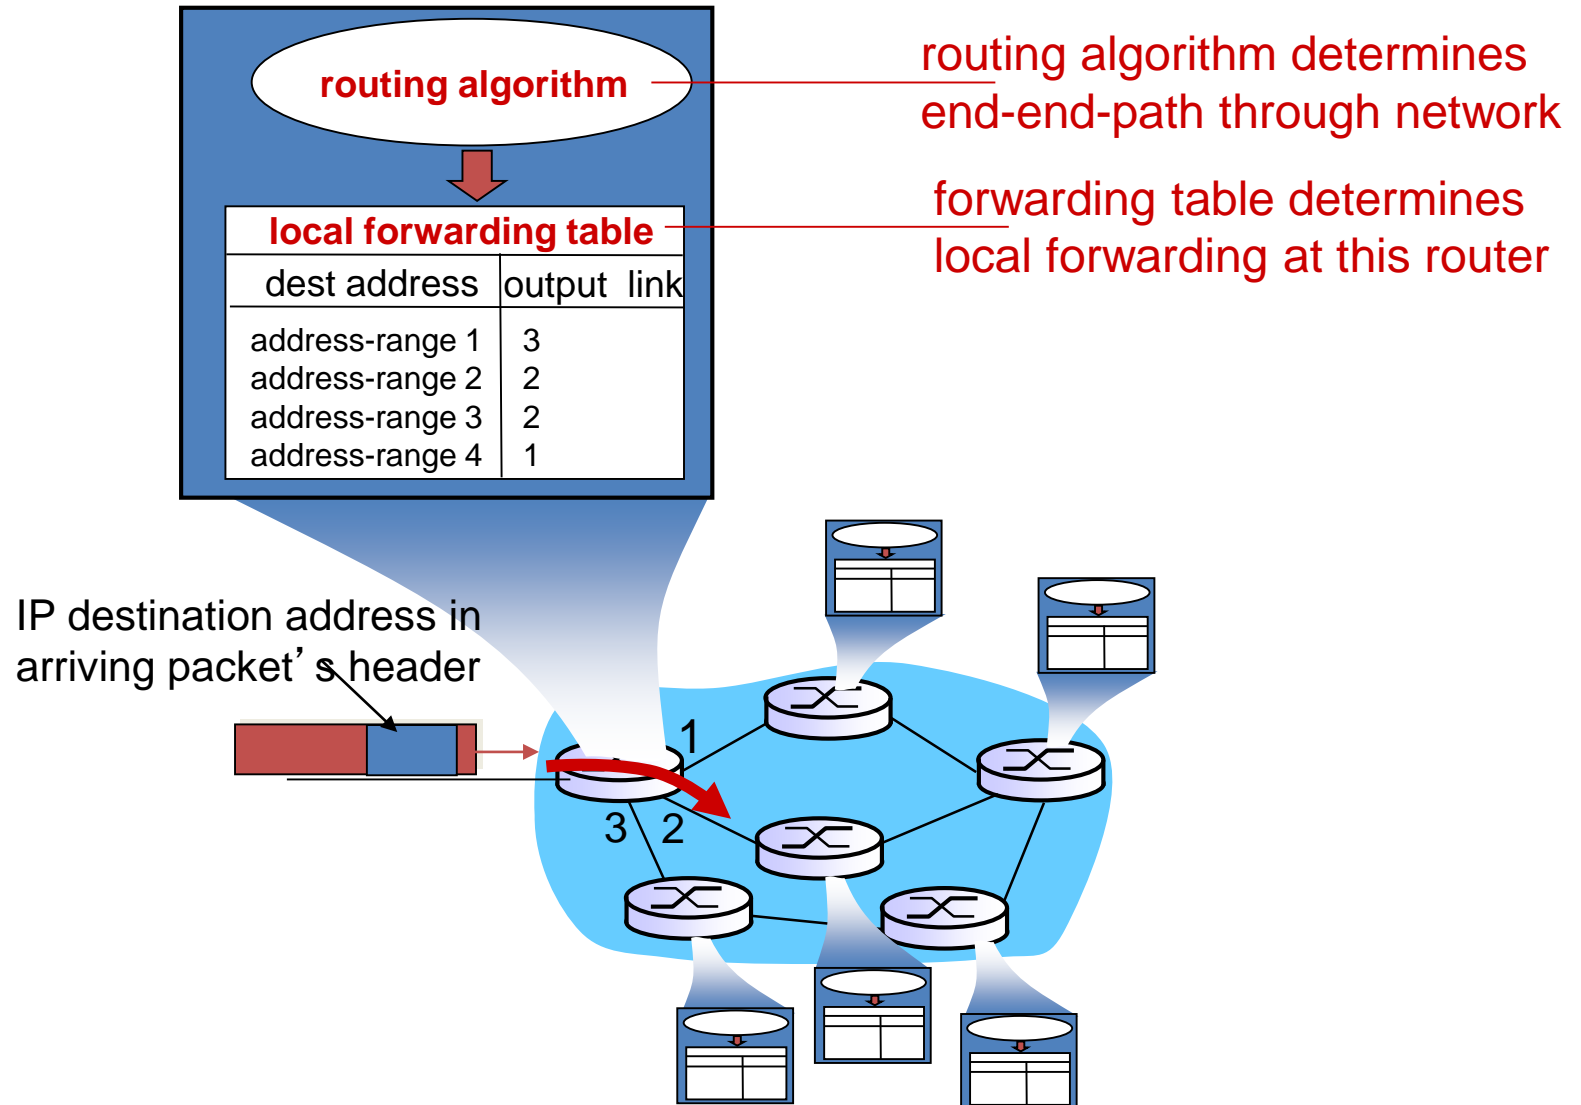 routing algorithm
routing algorithm determines
end-end-path through network
local forwarding table
forwarding table determines
local forwarding at this router
dest address output link
address-range 1 3
address-range 2 2
address-range 3 2
address-range 4 1
IP destination address in
arriving packet’s header
1
3 2